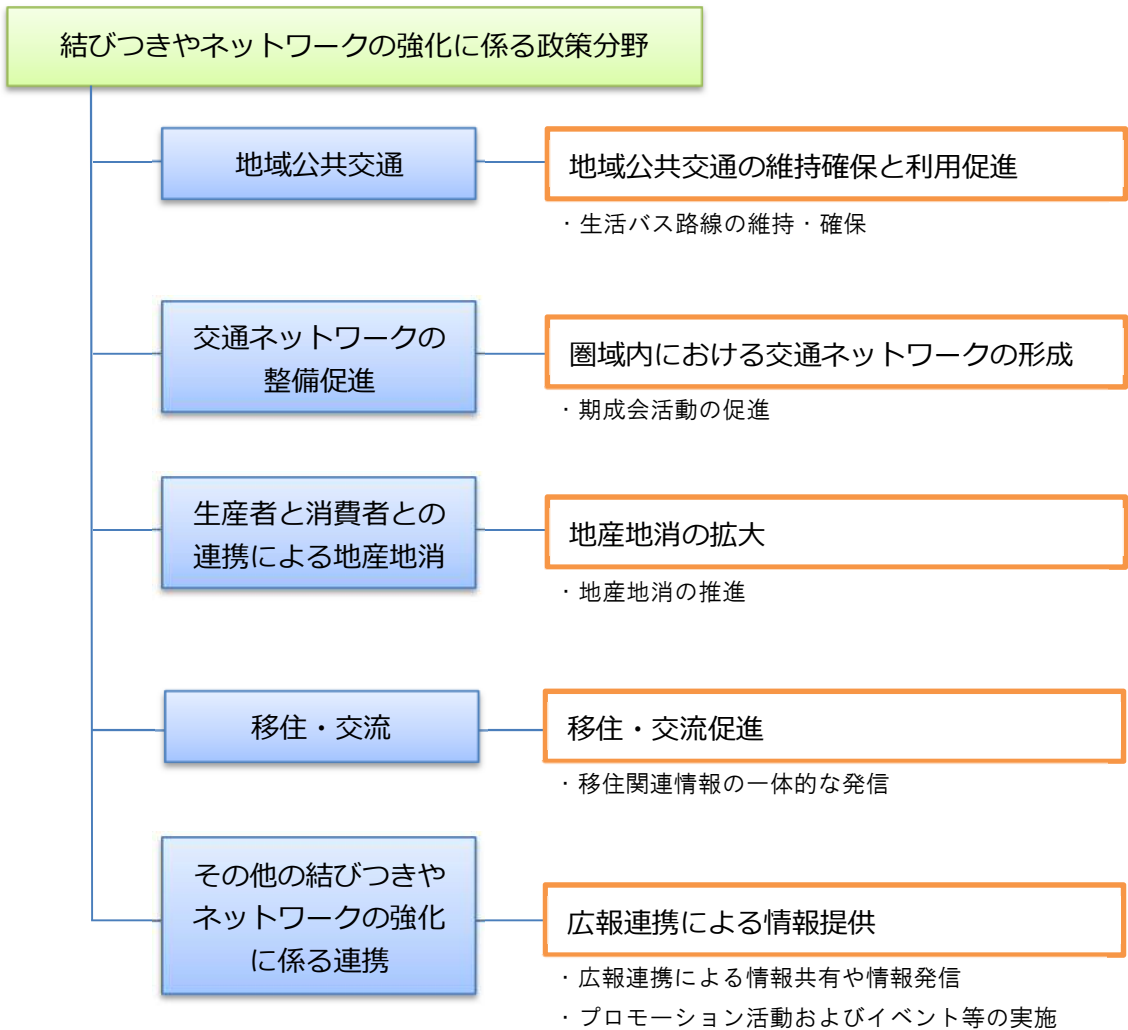 結びつきやネットワークの強化に係る政策分野
地域公共交通
地域公共交通の維持確保と利用促進
・生活バス路線の維持・確保
交通ネットワークの
整備促進
圏域内における交通ネットワークの形成
・期成会活動の促進
生産者と消費者との
連携による地産地消
地産地消の拡大
・地産地消の推進
移住・交流
移住・交流促進
・移住関連情報の一体的な発信
その他の結びつきや
ネットワークの強化
に係る連携
広報連携による情報提供
・広報連携による情報共有や情報発信
・プロモーション活動およびイベント等の実施